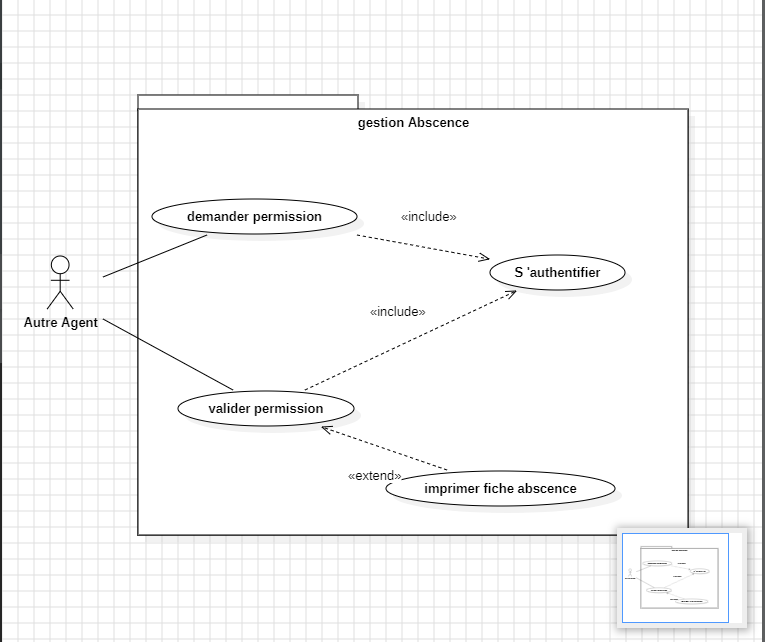 gestion Abscence
demander permission
«include»
S 'authentifier
«include»
Autre Agent
valider permission
«extend»
imprimer fiche abscence